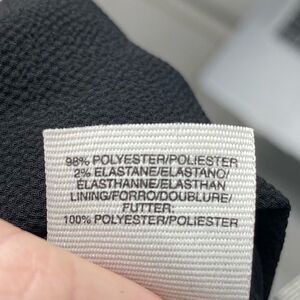 98% POLYESTER/POLIESTER
2% ELASTANE/ELASTANO/
ÉLASTHANNE/ELASTHAN
LINING/FORRO/DOUBLURE/
FUTTER:
100% POLYESTER/POLIESTER